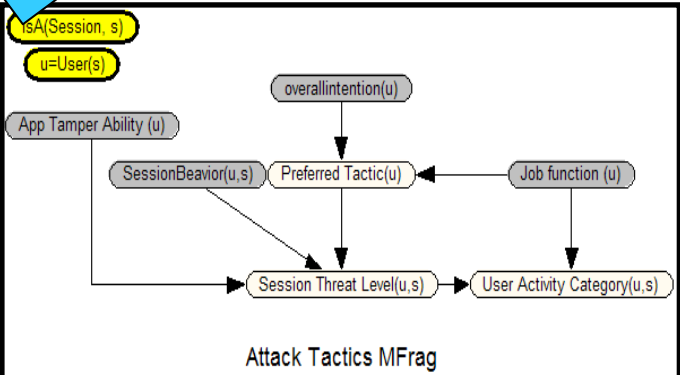 isA(Session, s)
u=User(s)
overallintention(u)
App Tamper Ability (u)
SessionBeavior(u,s)
Preferred Tactic(u)
Job function (u)
Session Threat Level(u,s)
User Activity Category(u,s)
Attack Tactics MFrag